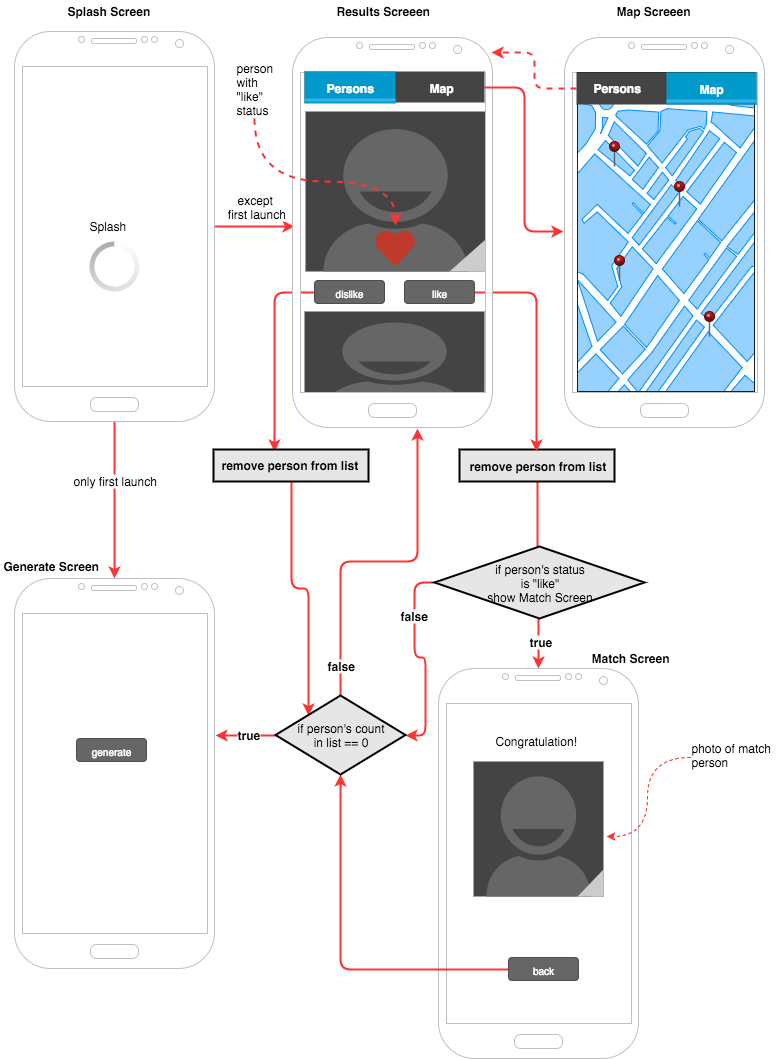 Splash Screen
Results Screeen
Map Screeen
person
with
"like"
status
Persons
Map
Persons
Map
Splash
except
first launch
dislike
like
remove person from list
remove person from list
only first launch
Generate Screen
if person's status
is "like"
show Match Screen
false
true
false
Match Screen
if person's count
in list == 0
true
generate
Congratulation!
photo of match
person
back